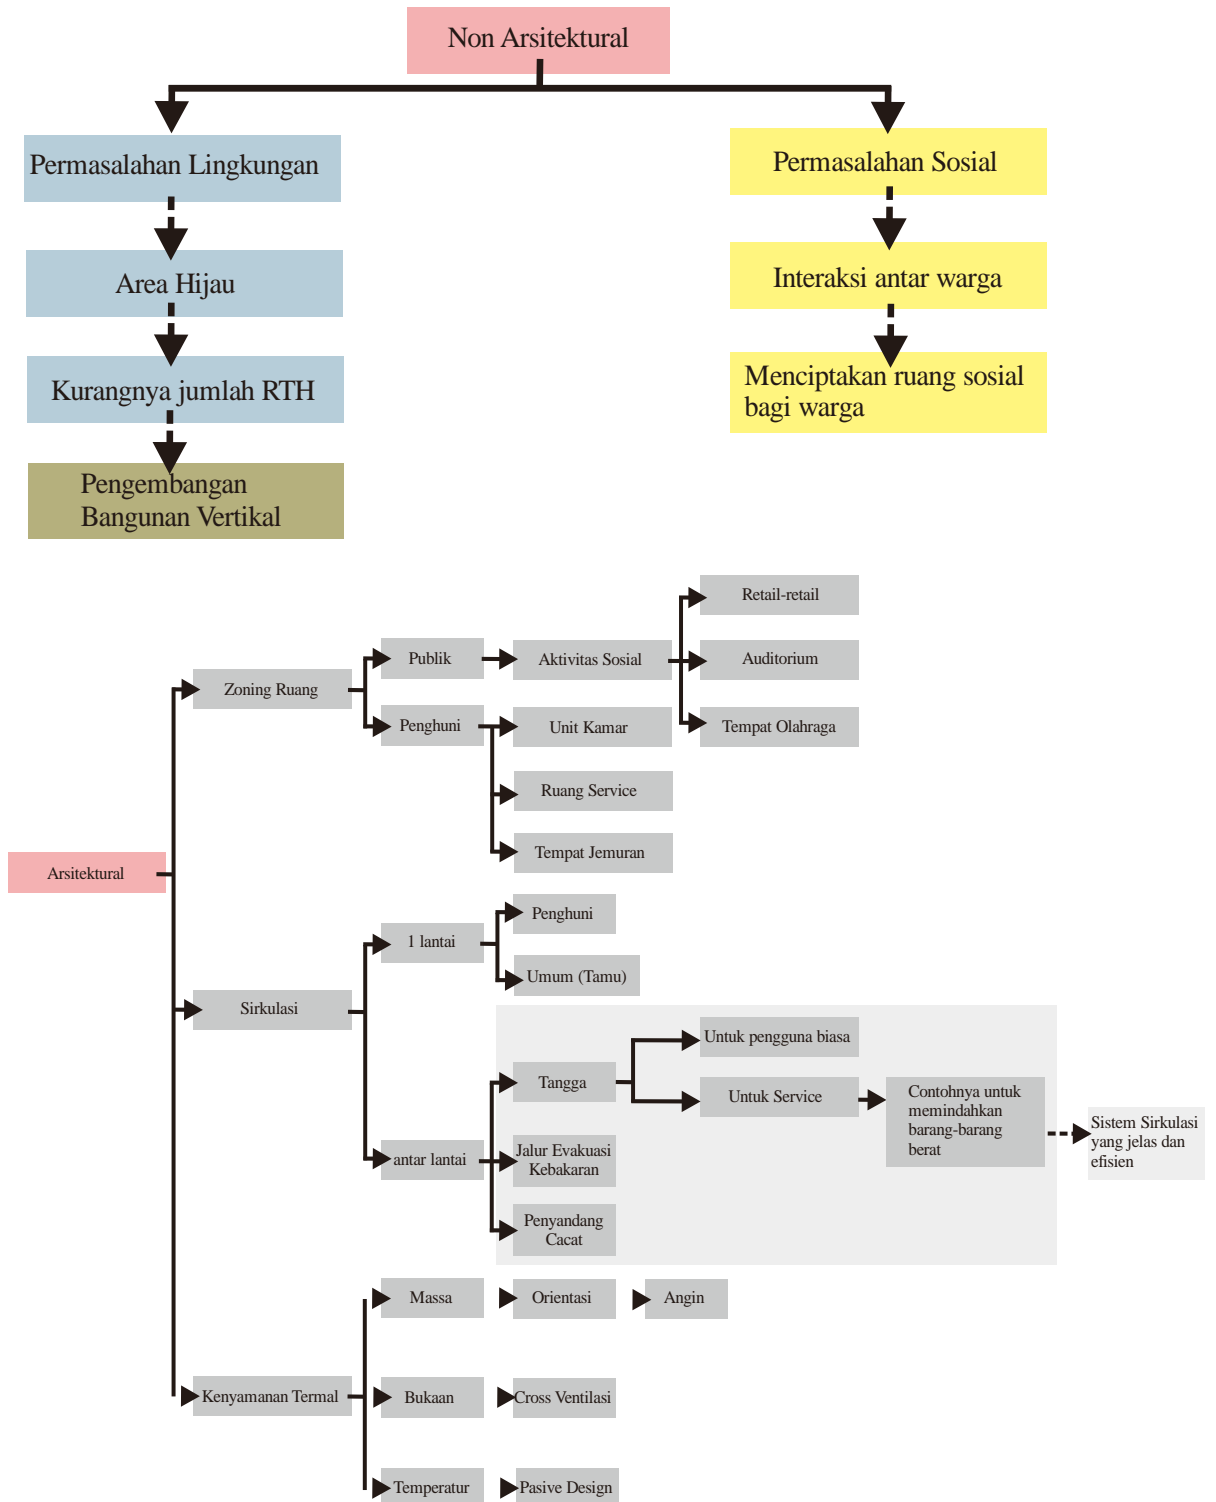 Non Arsitektural
Permasalahan Lingkungan
Permasalahan Sosial
Area Hijau
Interaksi antar warga
Kurangnya jumlah RTH
Menciptakan ruang sosial
bagi warga
Pengembangan
Bangunan Vertikal
Arsitektural
Zoning Ruang
Publik
Aktivitas Sosial
Retail-retail
Auditorium
Tempat Olahraga
Penghuni
Unit Kamar
Ruang Service
Tempat Jemuran
Sirkulasi
1 lantai
Penghuni
Umum (Tamu)
antar lantai
Tangga
Untuk pengguna biasa
Untuk Service
Contohnya untuk
memindahkan
barang-barang
berat
Sistem Sirkulasi
yang jelas dan
efisien
Jalur Evakuasi
Kebakaran
Penyandang
Cacat
Kenyamanan Termal
Massa
Orientasi
Angin
Bukaan
Cross Ventilasi
Temperatur
Pasive Design